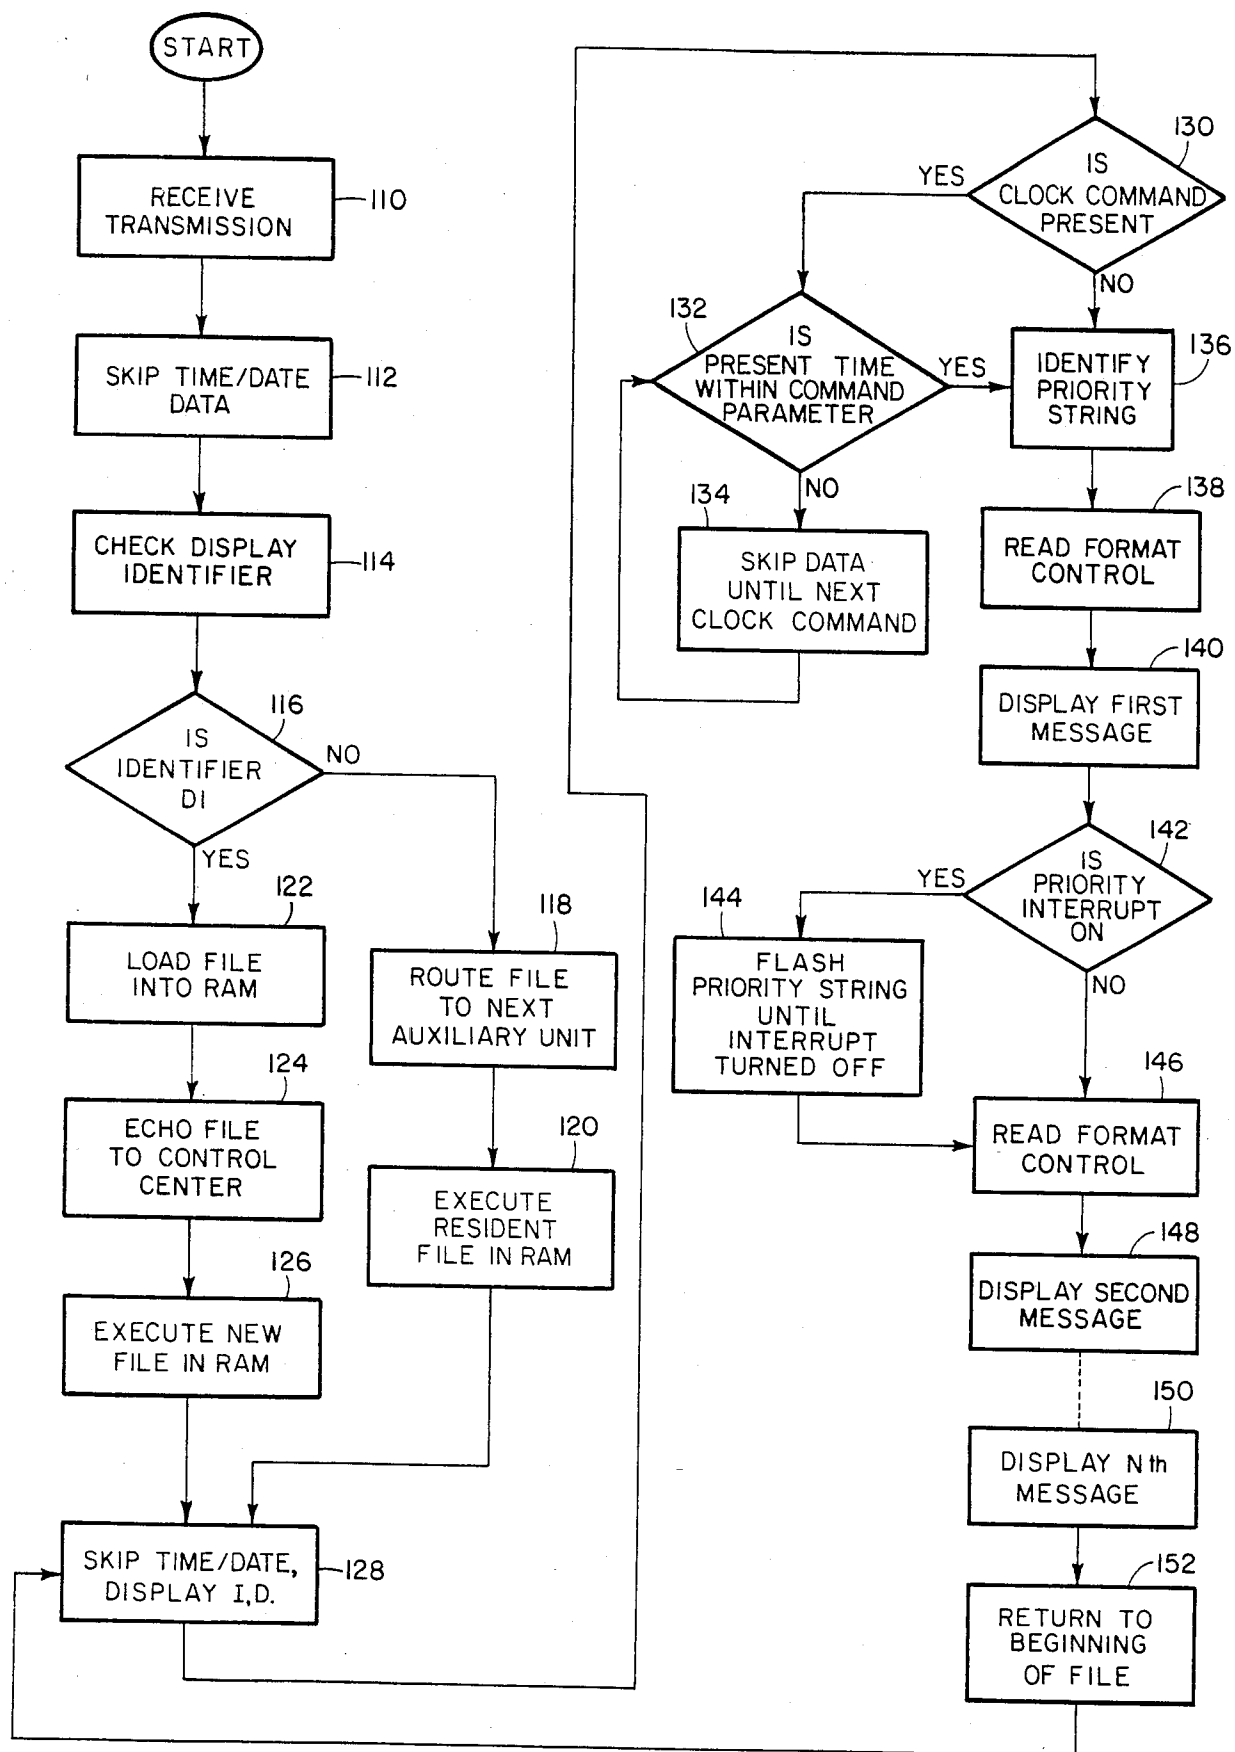 START
RECEIVE
TRANSMISSION
110
SKIP TIME/DATE
DATA
112
CHECK DISPLAY
IDENTIFIER
114
IS
IDENTIFIER
D1
116
NO
YES
118
ROUTE FILE
TO NEXT
AUXILIARY UNIT
120
EXECUTE
RESIDENT
FILE IN RAM
122
LOAD FILE
INTO RAM
124
ECHO FILE
TO CONTROL
CENTER
126
EXECUTE NEW
FILE IN RAM
SKIP TIME/DATE,
DISPLAY I,D.
128
130
IS
CLOCK COMMAND
PRESENT
YES
NO
132
IS
PRESENT TIME
WITHIN COMMAND
PARAMETER
YES
NO
134
SKIP DATA
UNTIL NEXT
CLOCK COMMAND
136
IDENTIFY
PRIORITY
STRING
138
READ FORMAT
CONTROL
140
DISPLAY FIRST
MESSAGE
142
IS
PRIORITY
INTERRUPT
ON
YES
NO
144
FLASH
PRIORITY STRING
UNTIL
INTERRUPT
TURNED OFF
146
READ FORMAT
CONTROL
148
DISPLAY SECOND
MESSAGE
150
DISPLAY Nth
MESSAGE
152
RETURN TO
BEGINNING
OF FILE